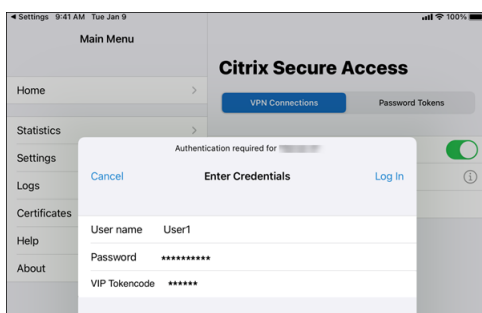 ◀ Settings 9:41 AM Tue Jan 9 100%
Main Menu
Citrix Secure Access
Home
VPN Connections Password Tokens
Statistics
Settings
Logs
Certificates
Help
About
Authentication required for
Cancel Enter Credentials Log In
User name User1
Password **********
VIP Tokencode ******